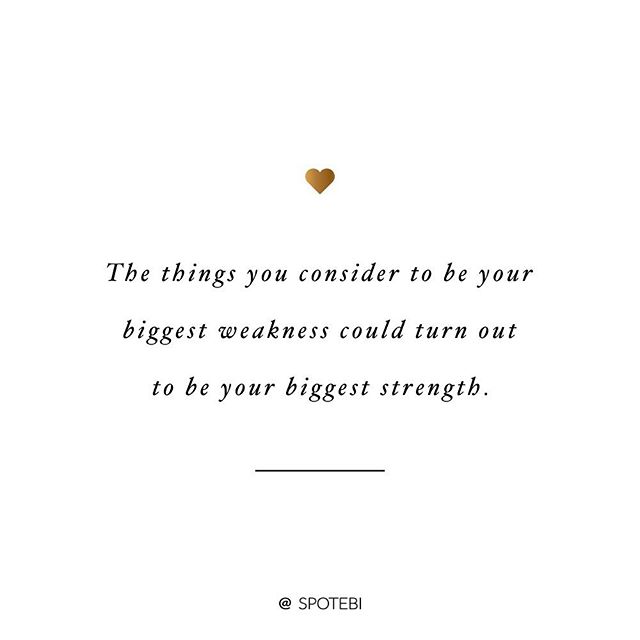 The things you consider to be your
biggest weakness could turn out
to be your biggest strength.
@ SPOTEBI